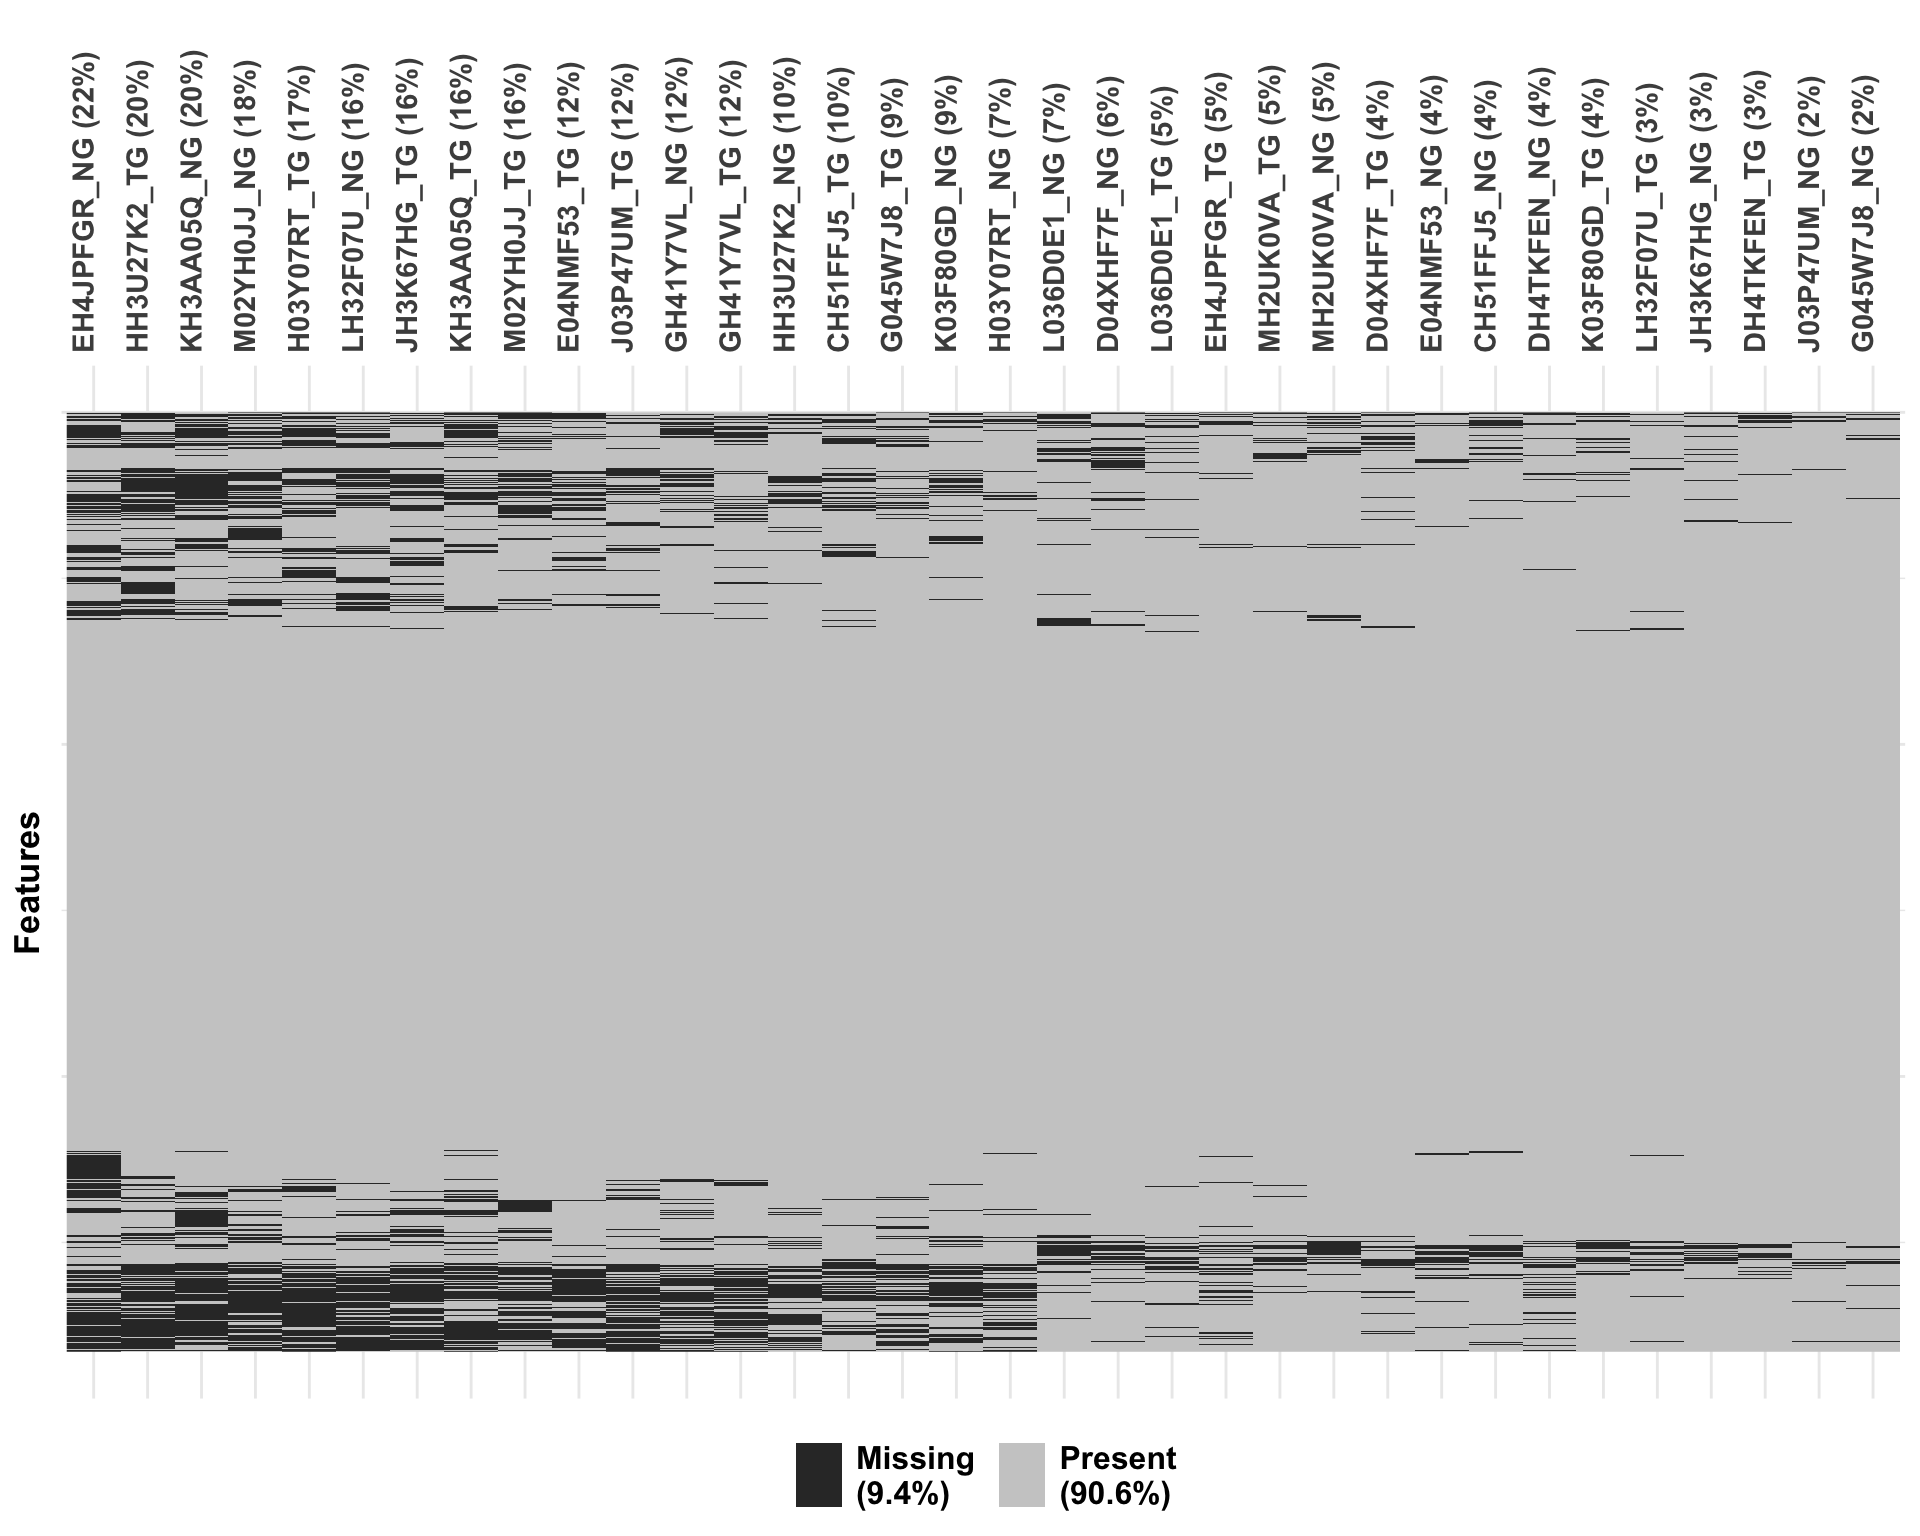 EH4JPFGR_NG (22%)
HH3U27K2_TG (20%)
KH3AA05Q_NG (20%)
M02YH0JJ_NG (18%)
H03Y07RT_TG (17%)
LH32F07U_NG (16%)
JH3K67HG_TG (16%)
KH3AA05Q_TG (16%)
M02YH0JJ_TG (16%)
E04NMF53_TG (12%)
J03P47UM_TG (12%)
GH41Y7VL_NG (12%)
GH41Y7VL_TG (12%)
HH3U27K2_NG (10%)
CH51FFJ5_TG (10%)
G045W7J8_TG (9%)
K03F80GD_NG (9%)
H03Y07RT_NG (7%)
L036D0E1_NG (7%)
D04XHF7F_NG (6%)
L036D0E1_TG (5%)
EH4JPFGR_TG (5%)
MH2UK0VA_TG (5%)
MH2UK0VA_NG (5%)
D04XHF7F_TG (4%)
E04NMF53_NG (4%)
CH51FFJ5_NG (4%)
DH4TKFEN_NG (4%)
K03F80GD_TG (4%)
LH32F07U_TG (3%)
JH3K67HG_NG (3%)
DH4TKFEN_TG (3%)
J03P47UM_NG (2%)
G045W7J8_NG (2%)
Features
Missing
(9.4%)
Present
(90.6%)